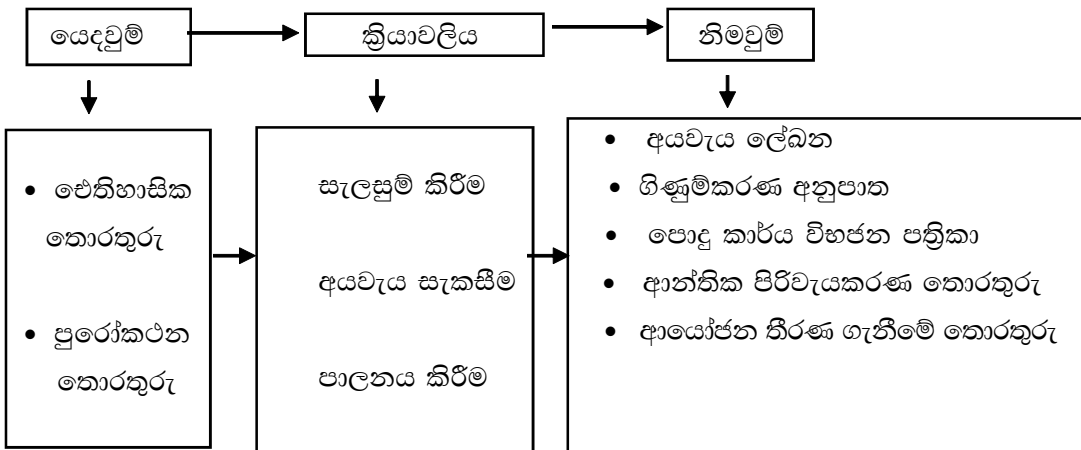 යෙදවුම්
ක්‍රියාවලිය
නිමවුම්
• ඓතිහාසික
තොරතුරු
• පුරෝකථන
තොරතුරු
සැලසුම් කිරීම
අයවැය සැකසීම
පාලනය කිරීම
• අයවැය ලේඛන
• ගිණුම්කරණ අනුපාත
• පොදු කාර්ය විභජන පත්‍රිකා
• ආන්තික පිරිවැයකරණ තොරතුරු
• ආයෝජන තීරණ ගැනීමේ තොරතුරු